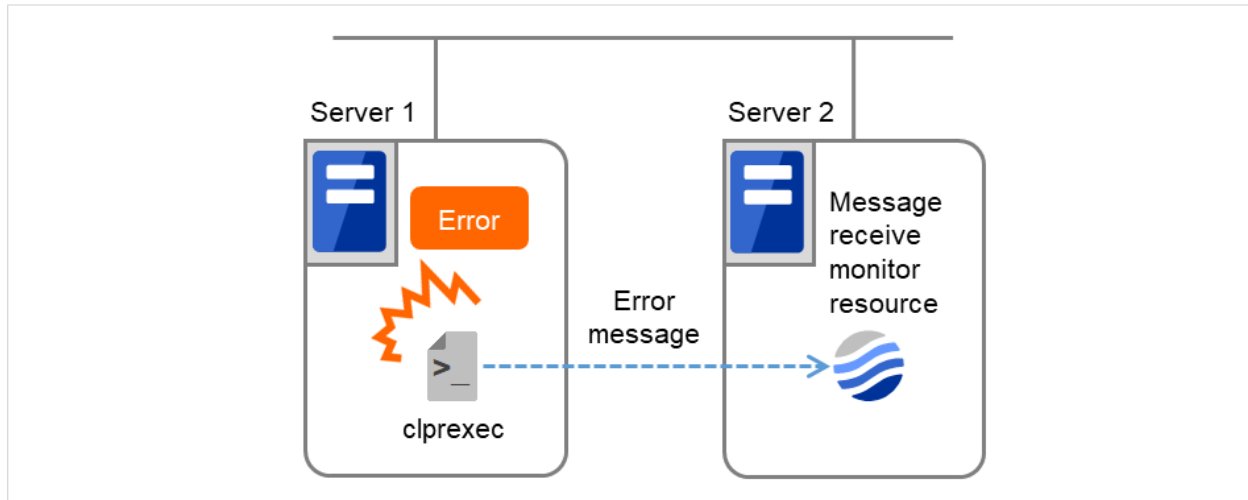 Server 1
Server 2
Error
Message
receive
monitor
resource
Error
message
>_
clprexec